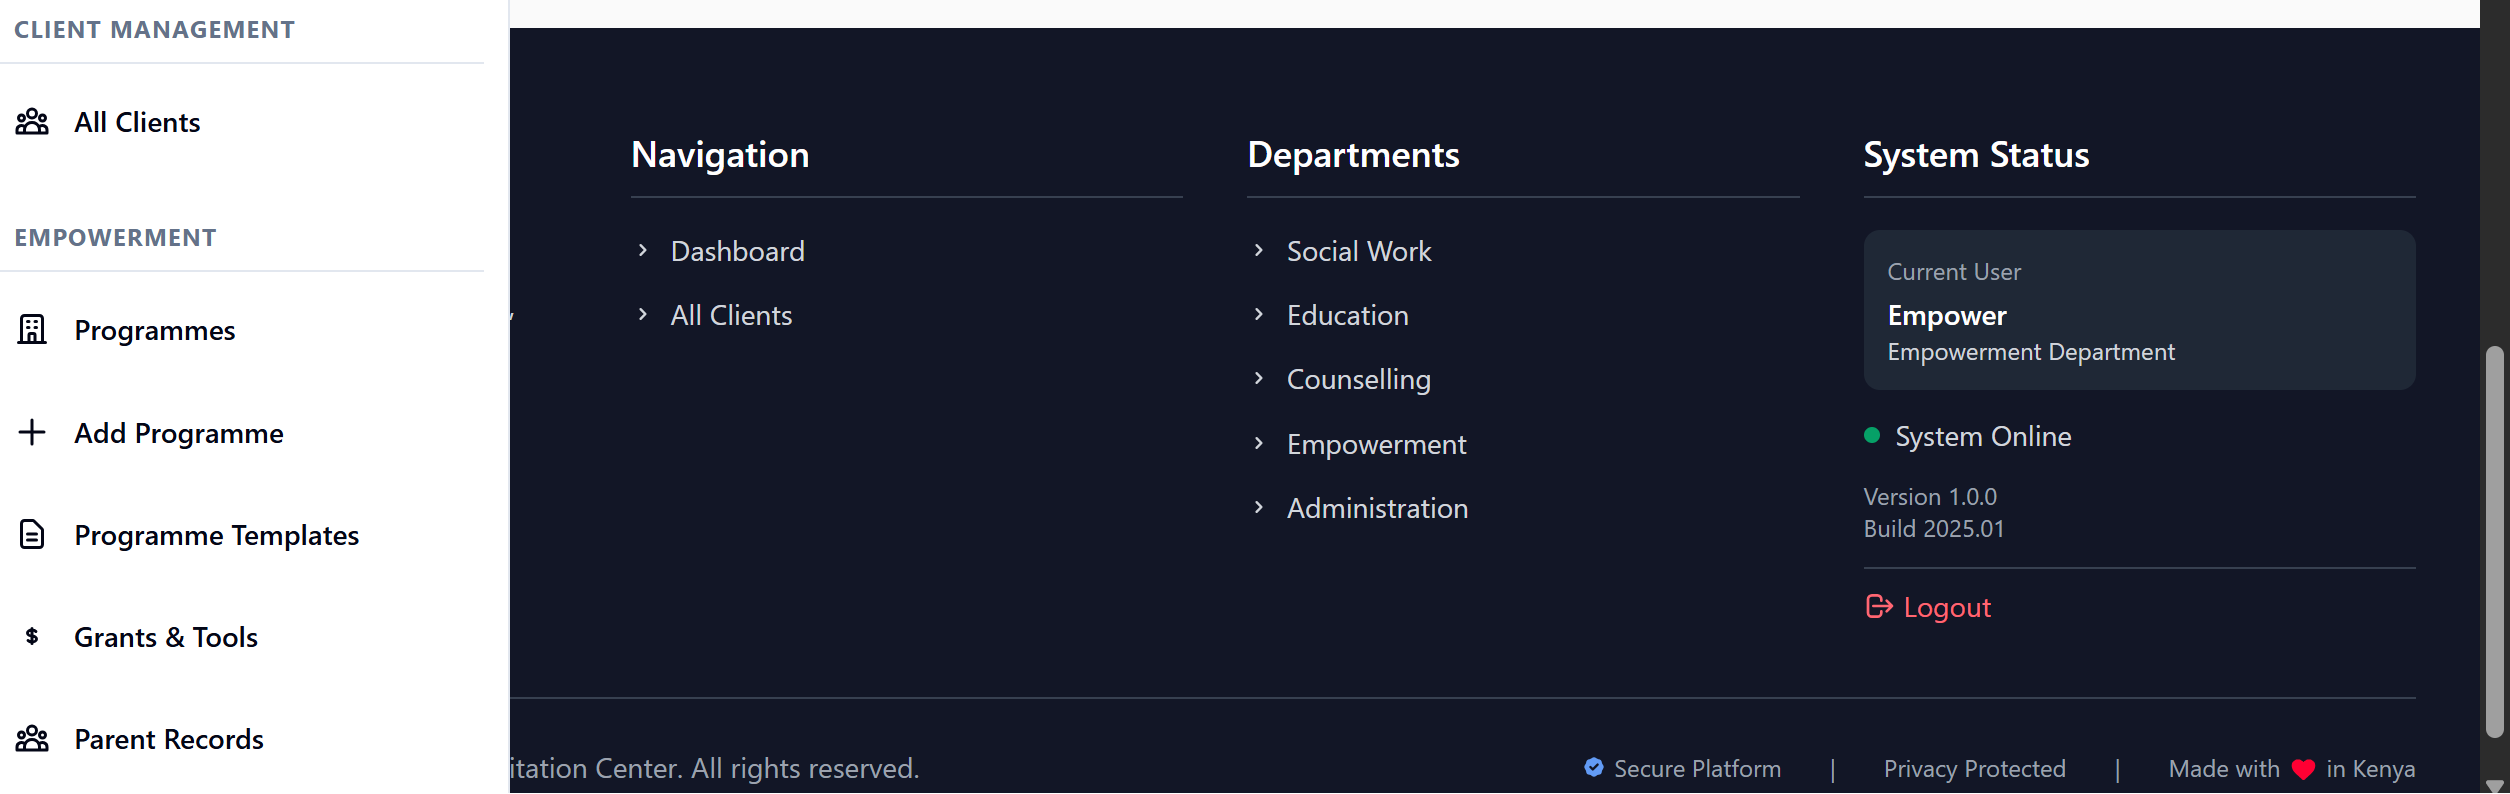 CLIENT MANAGEMENT
All Clients
EMPOWERMENT
Programmes
Add Programme
Programme Templates
$ Grants & Tools
Parent Records
Navigation
Dashboard
All Clients
Departments
Social Work
Education
Counselling
Empowerment
Administration
System Status
Current User
Empower
Empowerment Department
System Online
Version 1.0.0
Build 2025.01
Logout
itation Center. All rights reserved.
Secure Platform | Privacy Protected | Made with ❤ in Kenya